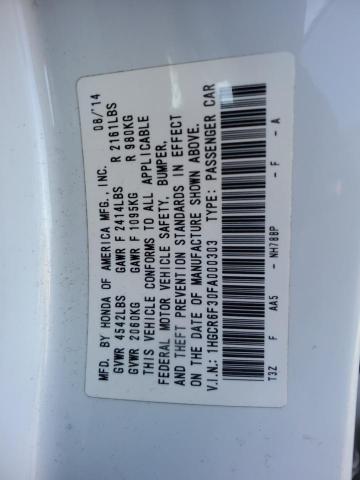 MFD. BY HONDA OF AMERICA MFG., INC. 08/'14
GVWR 4542LBS GAWR F 2414LBS R 2161LBS
GVWR 2060KG GAWR F 1095KG R 980KG
THIS VEHICLE CONFORMS TO ALL APPLICABLE
FEDERAL MOTOR VEHICLE SAFETY, BUMPER,
AND THEFT PREVENTION STANDARDS IN EFFECT
ON THE DATE OF MANUFACTURE SHOWN ABOVE.
V.I.N.: 1HGCR6F30FA000303 TYPE: PASSENGER CAR
T3Z F AA5 - NH788P - F - A